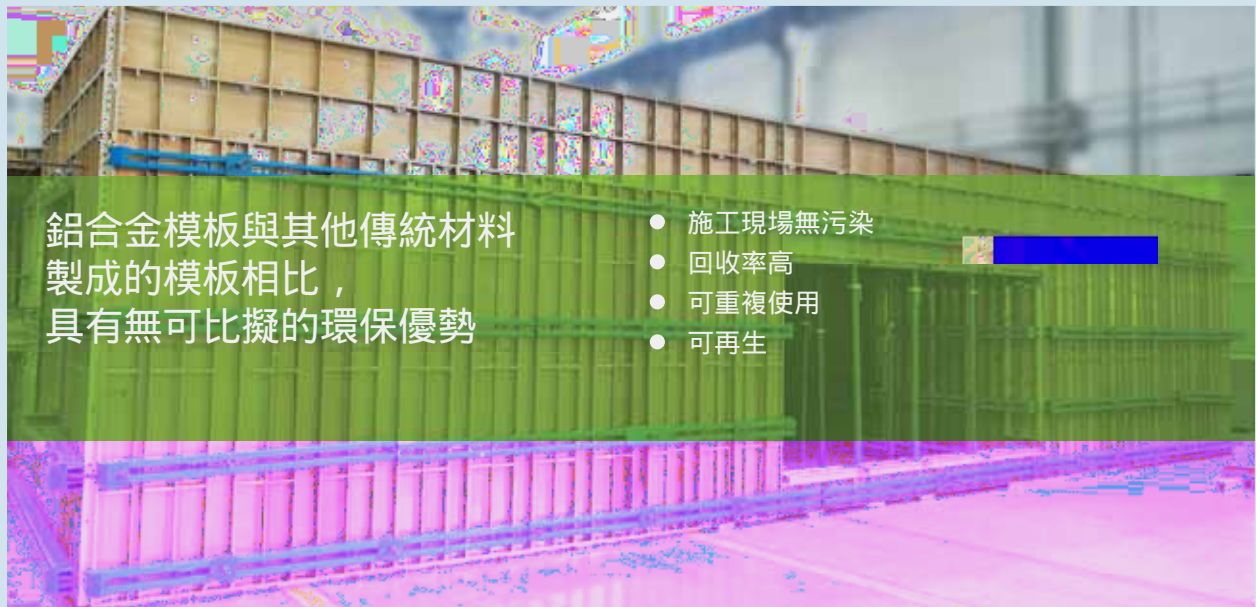 鋁合金模板與其他傳統材料
製成的模板相比，
具有無可比擬的環保優勢
● 施工現場無污染
● 回收率高
● 可重複使用
● 可再生